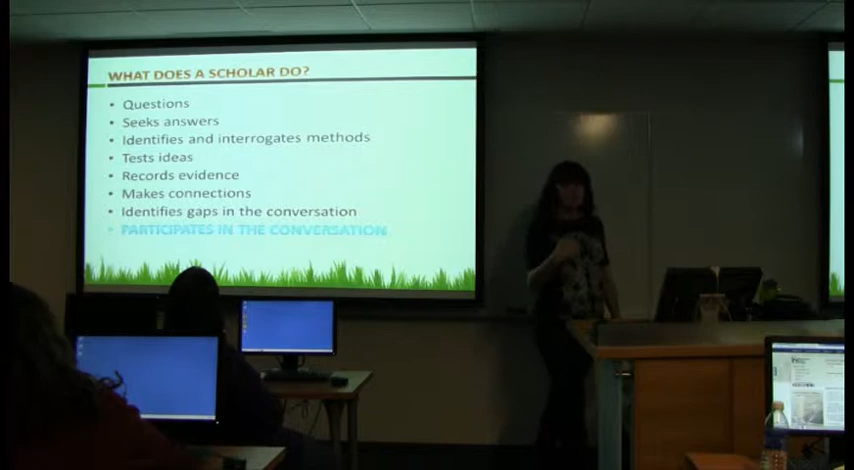 WHAT DOES A SCHOLAR DO?
• Questions
• Seeks answers
• Identifies and interrogates methods
• Tests ideas
• Records evidence
• Makes connections
• Identifies gaps in the conversation
• PARTICIPATES IN THE CONVERSATION